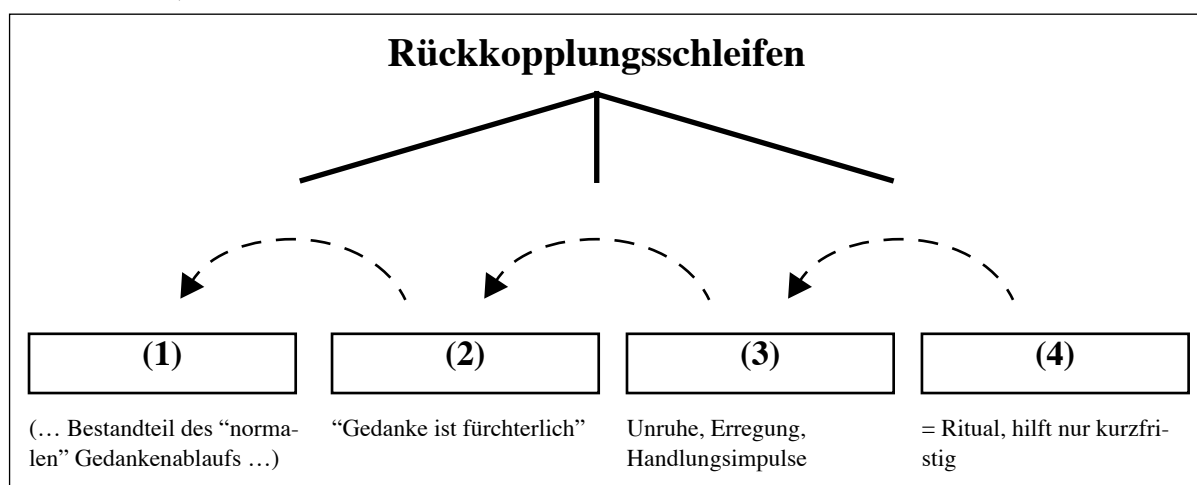 Rückkopplungsschleifen
(1)
(2)
(3)
(4)
(… Bestandteil des “norma-
len” Gedankenablaufs …)
“Gedanke ist fürchterlich”
Unruhe, Erregung,
Handlungsimpulse
= Ritual, hilft nur kurzfri-
stig